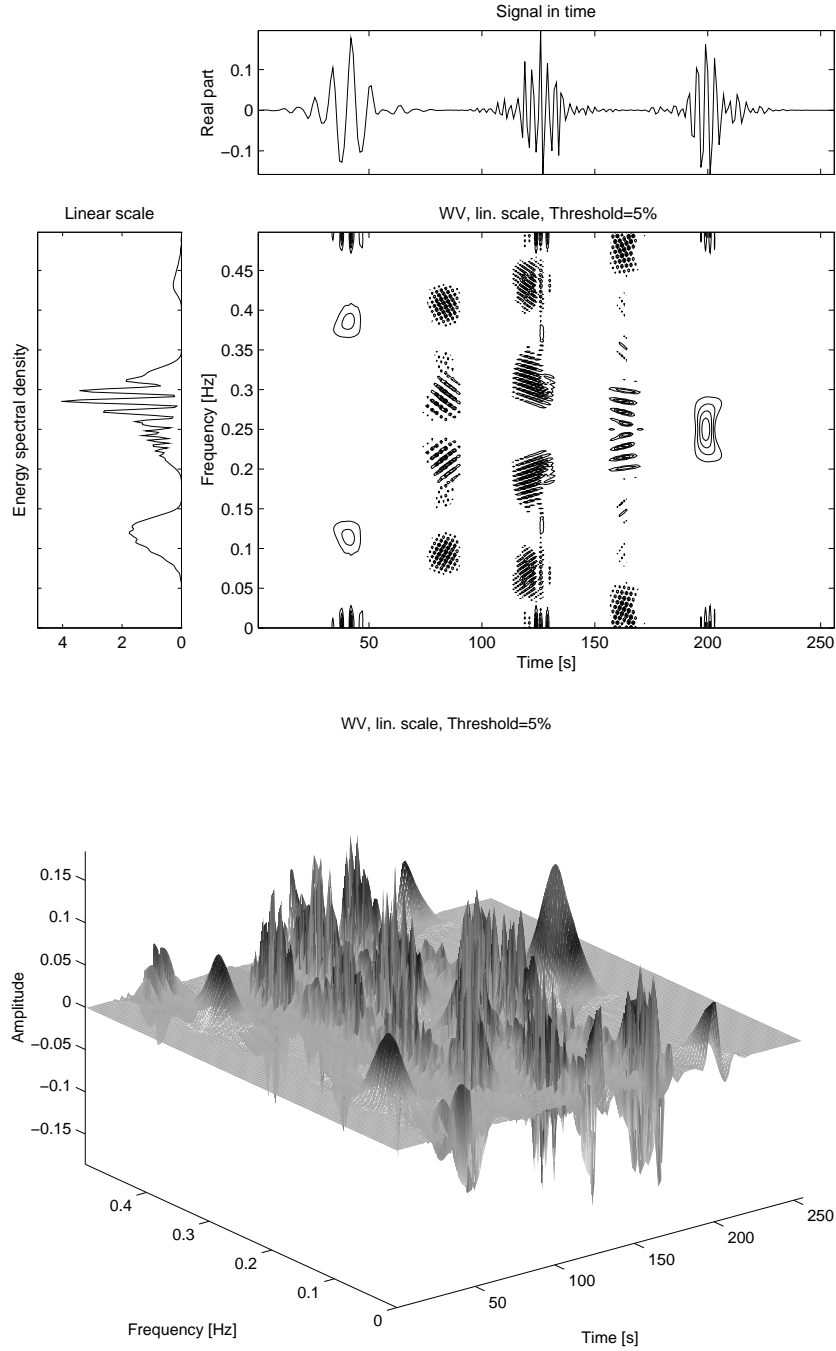 Signal in time
Real part
0.1
0
−0.1
Linear scale
WV, lin. scale, Threshold=5%
Energy spectral density
4 2 0
Frequency [Hz]
0.45
0.4
0.35
0.3
0.25
0.2
0.15
0.1
0.05
0
50 100 150 200 250
Time [s]
WV, lin. scale, Threshold=5%
Amplitude
0.15
0.1
0.05
0
−0.05
−0.1
−0.15
0.4
0.3
0.2
0.1
0
Frequency [Hz]
50
100
150
200
250
Time [s]